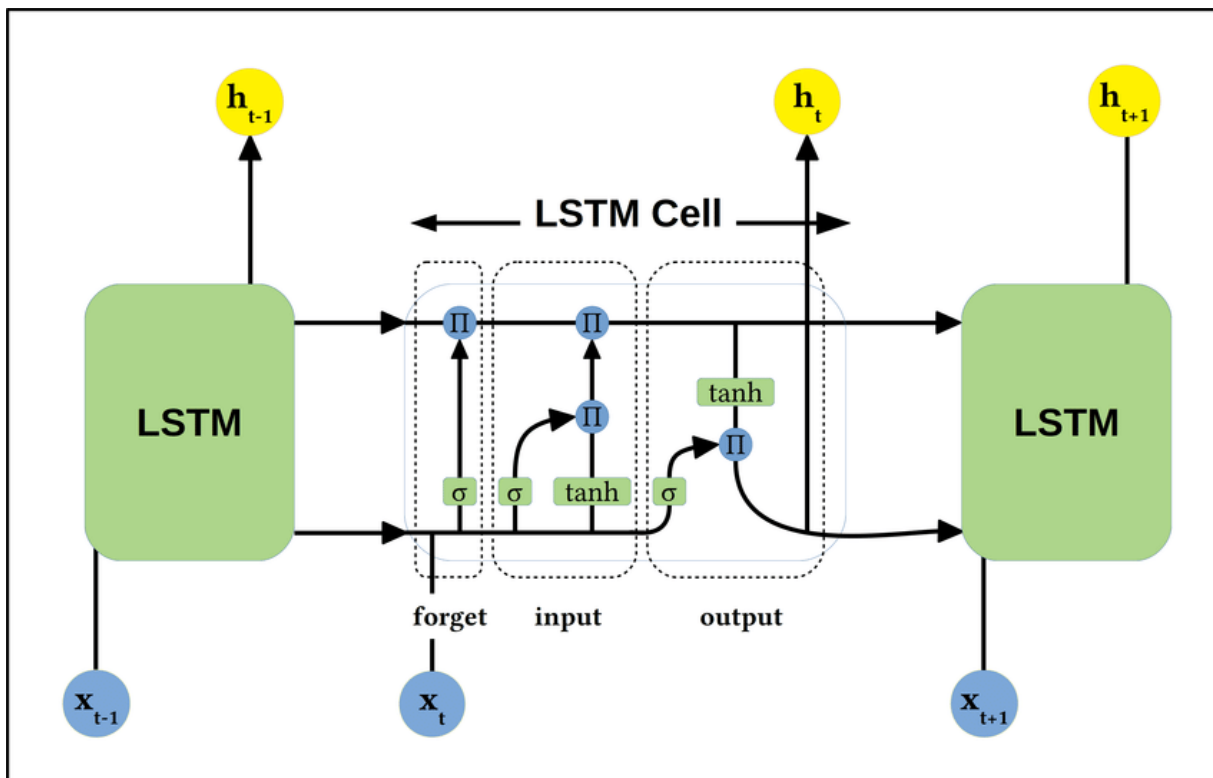 h t-1
h t
h t+1
LSTM Cell
Π Π
tanh
LSTM
Π
LSTM
Π
σ σ tanh σ
forget input output
x t-1
x t
x t+1